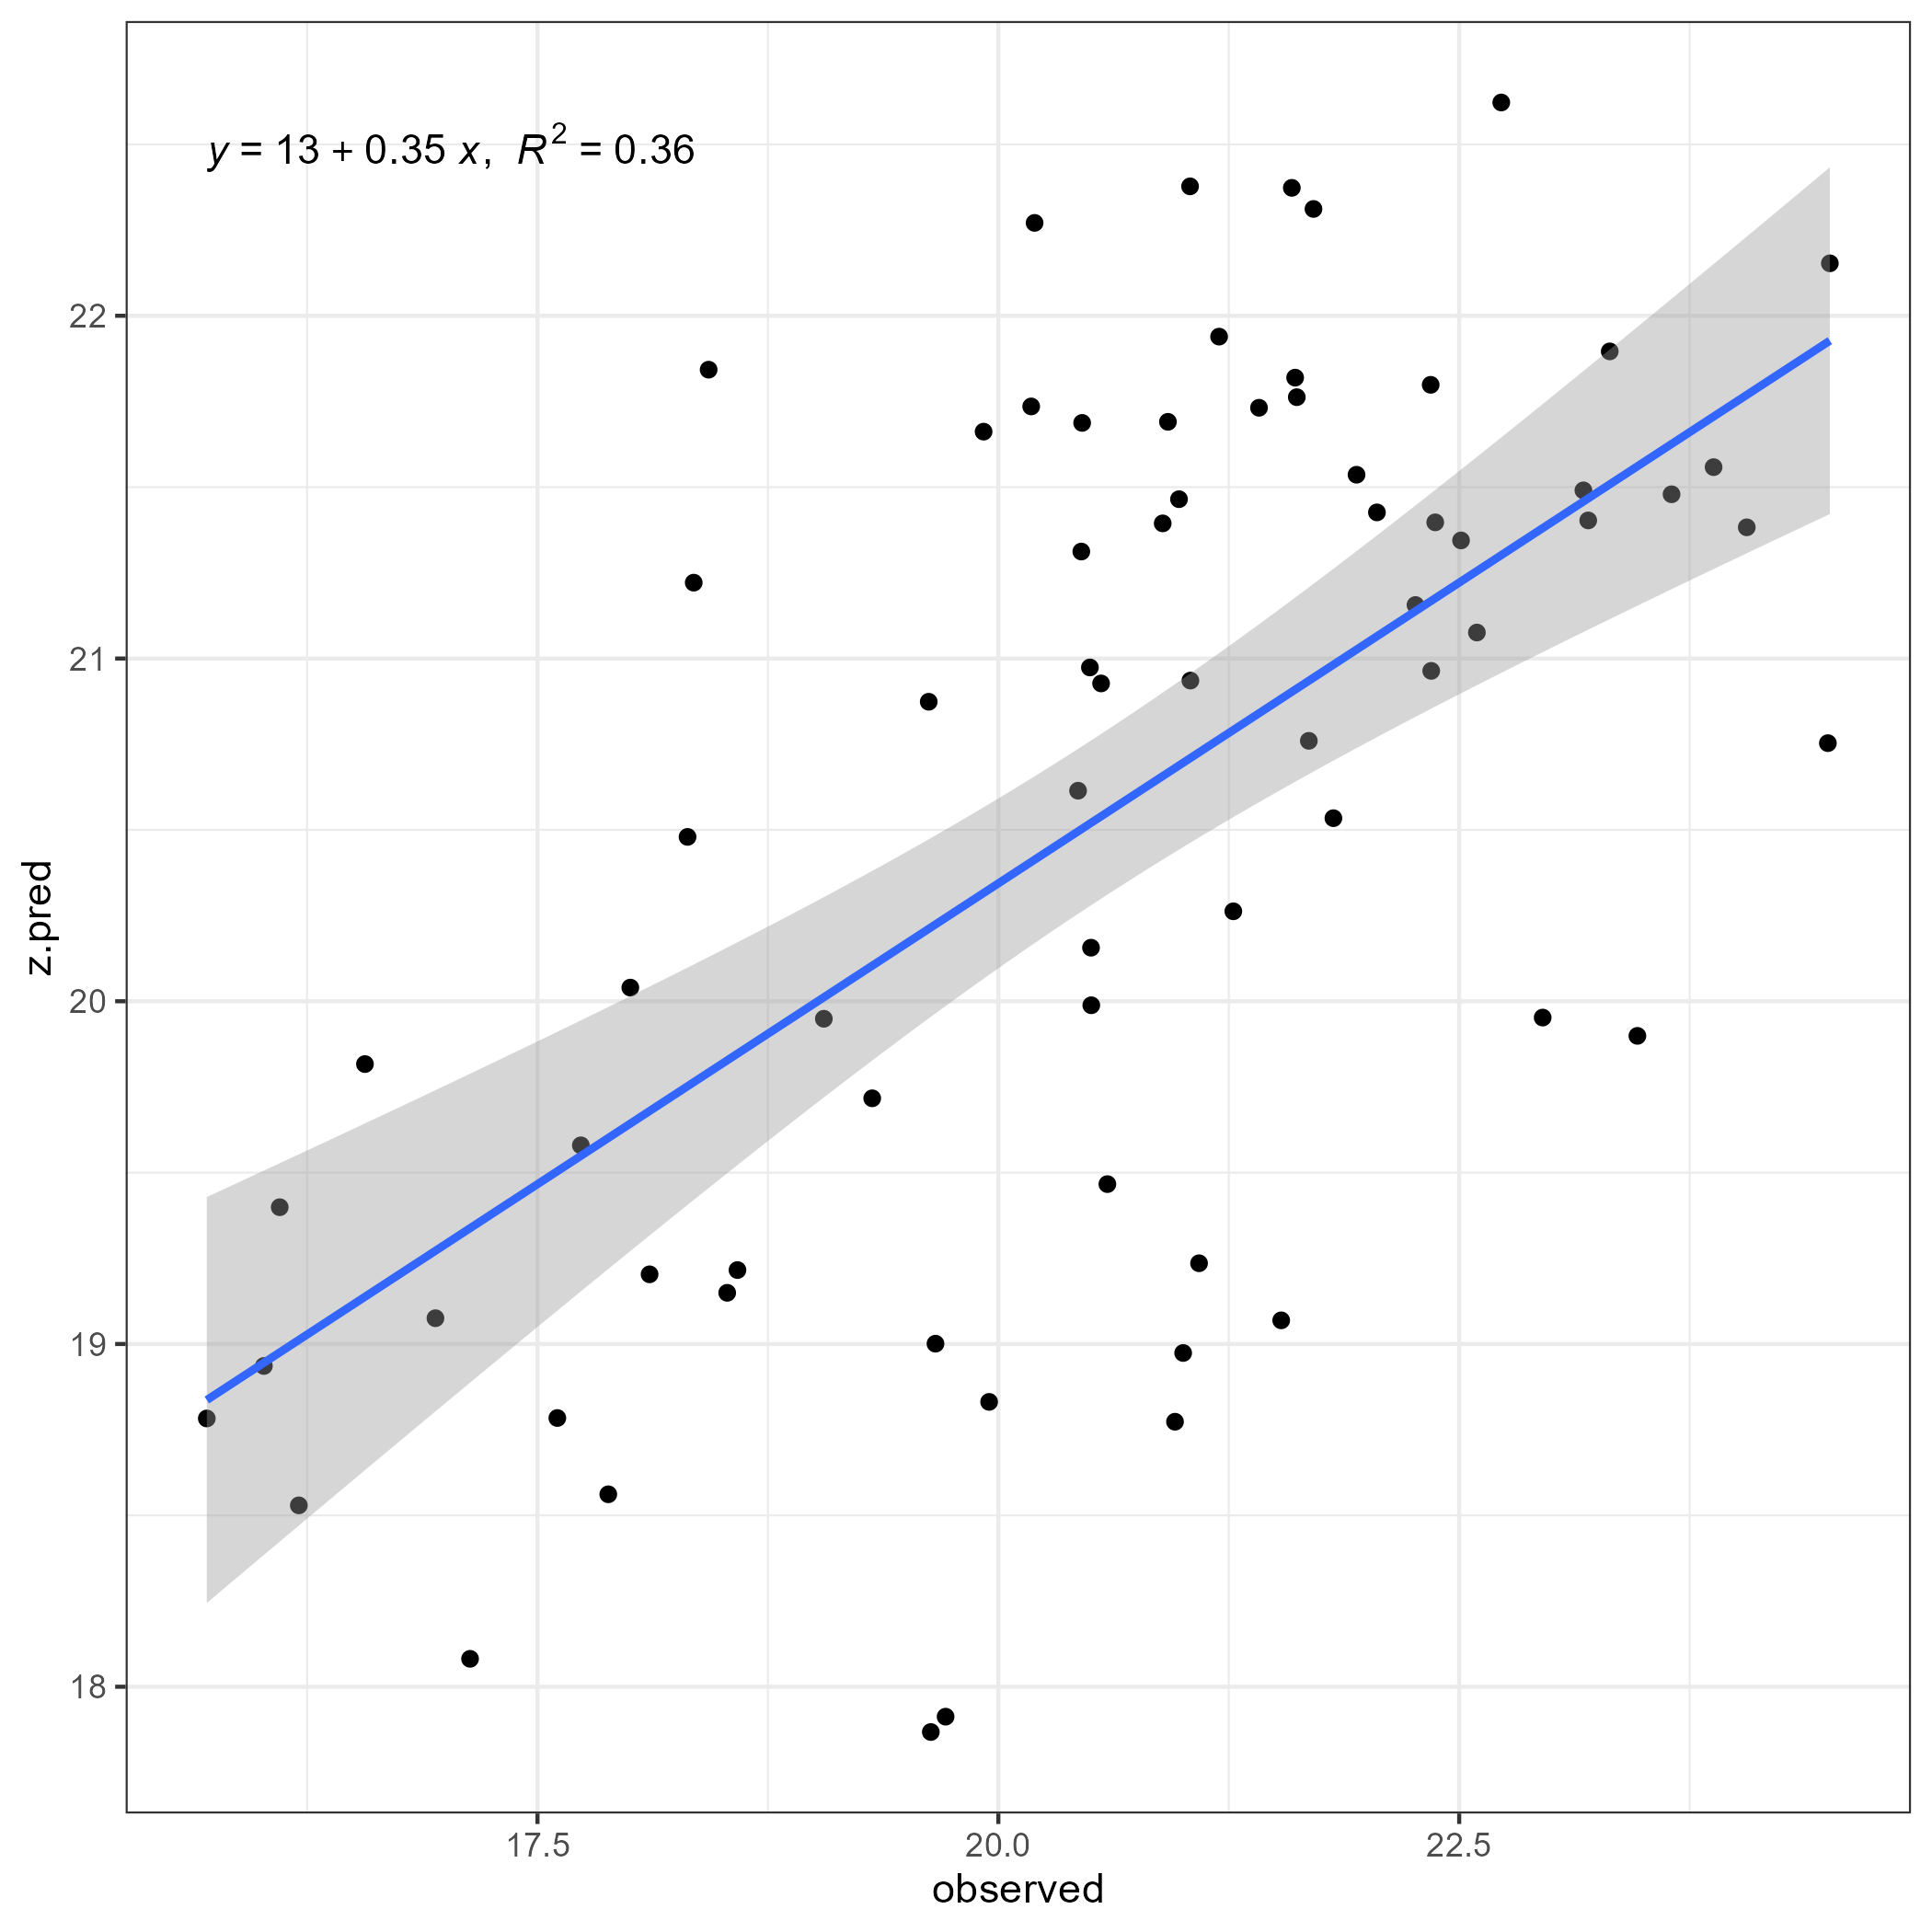 y = 13 + 0.35 x, R² = 0.36
22
21
20
19
18
z.pred
17.5 20.0 22.5
observed